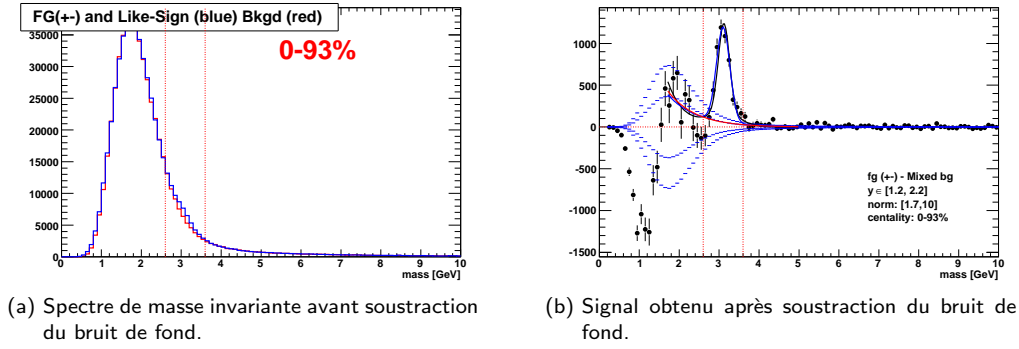 FG(+-) and Like-Sign (blue) Bkgd (red)
0-93%
35000
30000
25000
20000
15000
10000
5000
0
0 1 2 3 4 5 6 7 8 9 10
mass [GeV]
1000
500
0
-500
-1000
-1500
fg (+-) - Mixed bg
y ∈ [1.2, 2.2]
norm: [1.7,10]
centality: 0-93%
0 1 2 3 4 5 6 7 8 9 10
mass [GeV]
(a) Spectre de masse invariante avant soustraction
du bruit de fond.
(b) Signal obtenu après soustraction du bruit de
fond.